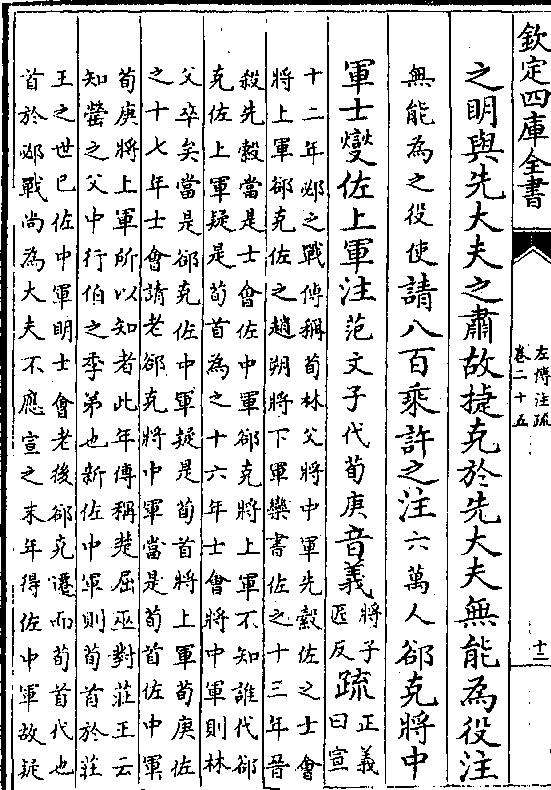 欽定四庫全書
左傳注疏
卷二十五
十二
之明與先大夫之肅故捷克於先大夫無能為役注
無能為之役使請八百乘許之注六萬人郤克將中
軍士燮佐上軍注范文子代荀庚音義將子
匠反疏正義
曰宣
十二年邲之戰傳稱荀林父將中軍先縠佐之士會
將上軍郤克佐之趙朔將下軍欒書佐之十三年晉
殺先縠當是士會佐中軍郤克將上軍不知誰代郤
克佐上軍疑是荀首為之十六年士會將中軍則林
父卒矣當是郤克佐中軍疑是荀首將上軍荀庚佐
之十七年士會請老郤克將中軍當是荀首佐中軍
荀庚將上軍所以知者此年傳稱楚屈巫對莊王云
知罃之父中行伯之季弟也新佐中軍則荀首於莊
王之世已佐中軍明士會老後郤克遷而荀首代也
首於邲戰尚為大夫不應宣之末年得佐中軍故疑